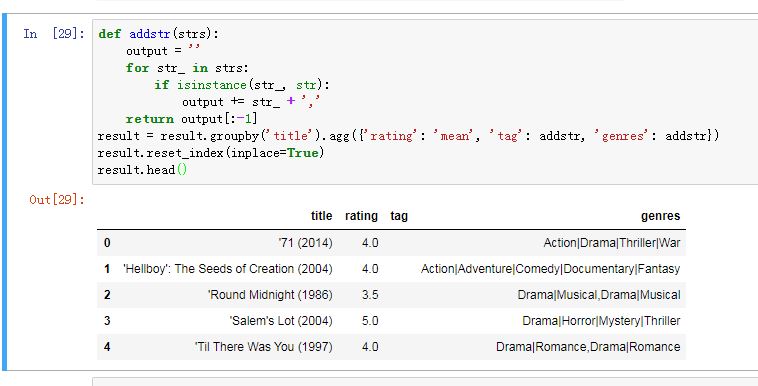 In [29]: def addstr(strs):
output = ''
for str_ in strs:
if isinstance(str_, str):
output += str_ + ','
return output[:-1]
result = result.groupby('title').agg({'rating': 'mean', 'tag': addstr, 'genres': addstr})
result.reset_index(inplace=True)
result.head()
Out[29]:
title rating tag genres
0 '71 (2014) 4.0 Action|Drama|Thriller|War
1 'Hellboy': The Seeds of Creation (2004) 4.0 Action|Adventure|Comedy|Documentary|Fantasy
2 'Round Midnight (1986) 3.5 Drama|Musical,Drama|Musical
3 'Salem's Lot (2004) 5.0 Drama|Horror|Mystery|Thriller
4 'Til There Was You (1997) 4.0 Drama|Romance,Drama|Romance